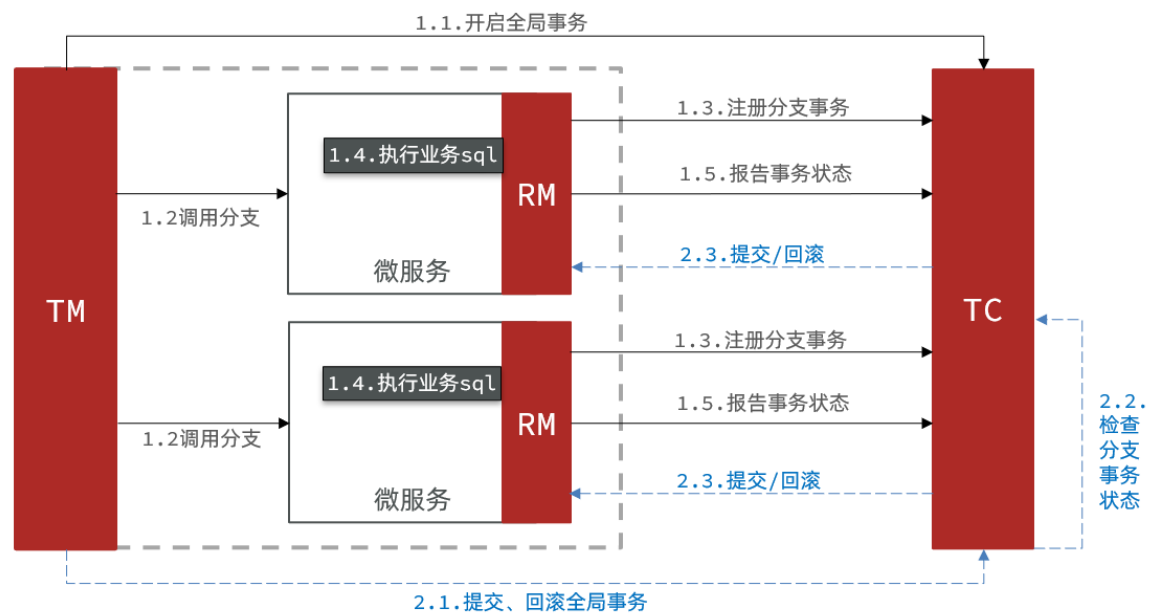 1.1.开启全局事务
TM
1.2调用分支
1.4.执行业务sql
微服务
RM
1.3.注册分支事务
1.5.报告事务状态
2.3.提交/回滚
TC
1.2调用分支
1.4.执行业务sql
微服务
RM
1.3.注册分支事务
1.5.报告事务状态
2.3.提交/回滚
2.2.
检查
分支
事务
状态
2.1.提交、回滚全局事务